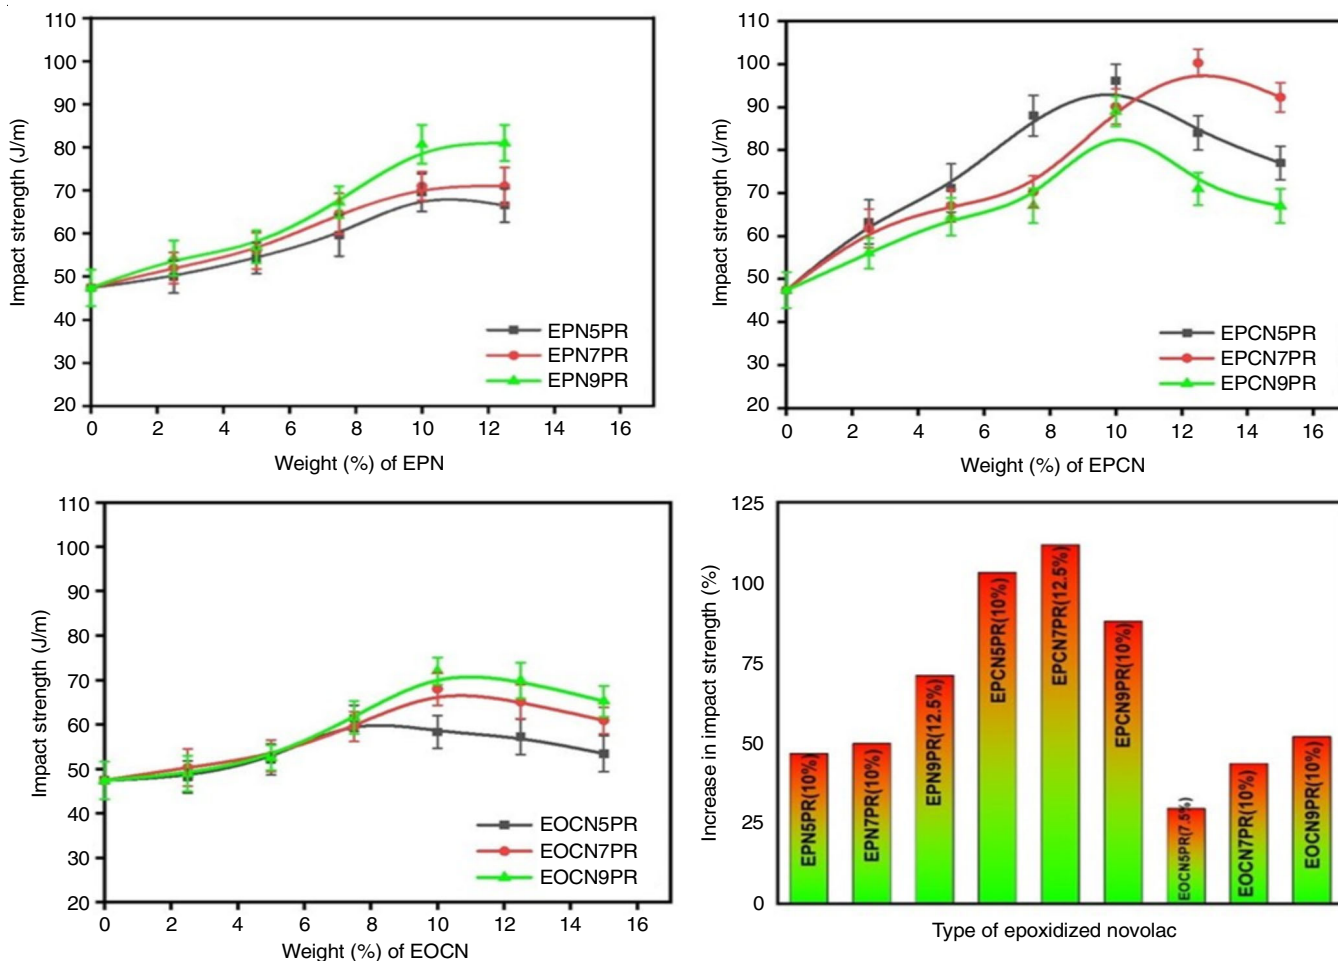 110
100
90
80
70
60
50
40
30
20
Impact strength (J/m)
EPN5PR
EPN7PR
EPN9PR
0 2 4 6 8 10 12 14 16
Weight (%) of EPN
110
100
90
80
70
60
50
40
30
20
Impact strength (J/m)
EPCN5PR
EPCN7PR
EPCN9PR
0 2 4 6 8 10 12 14 16
Weight (%) of EPCN
110
100
90
80
70
60
50
40
30
20
Impact strength (J/m)
EOCN5PR
EOCN7PR
EOCN9PR
0 2 4 6 8 10 12 14 16
Weight (%) of EOCN
125
100
75
50
25
0
Increase in impact strength (%)
EPN5PR(10%)
EPN7PR(10%)
EPN9PR(12.5%)
EPCN5PR(10%)
EPCN7PR(12.5%)
EPCN9PR(10%)
EOCN5PR(7.5%)
EOCN7PR(10%)
EOCN9PR(10%)
Type of epoxidized novolac